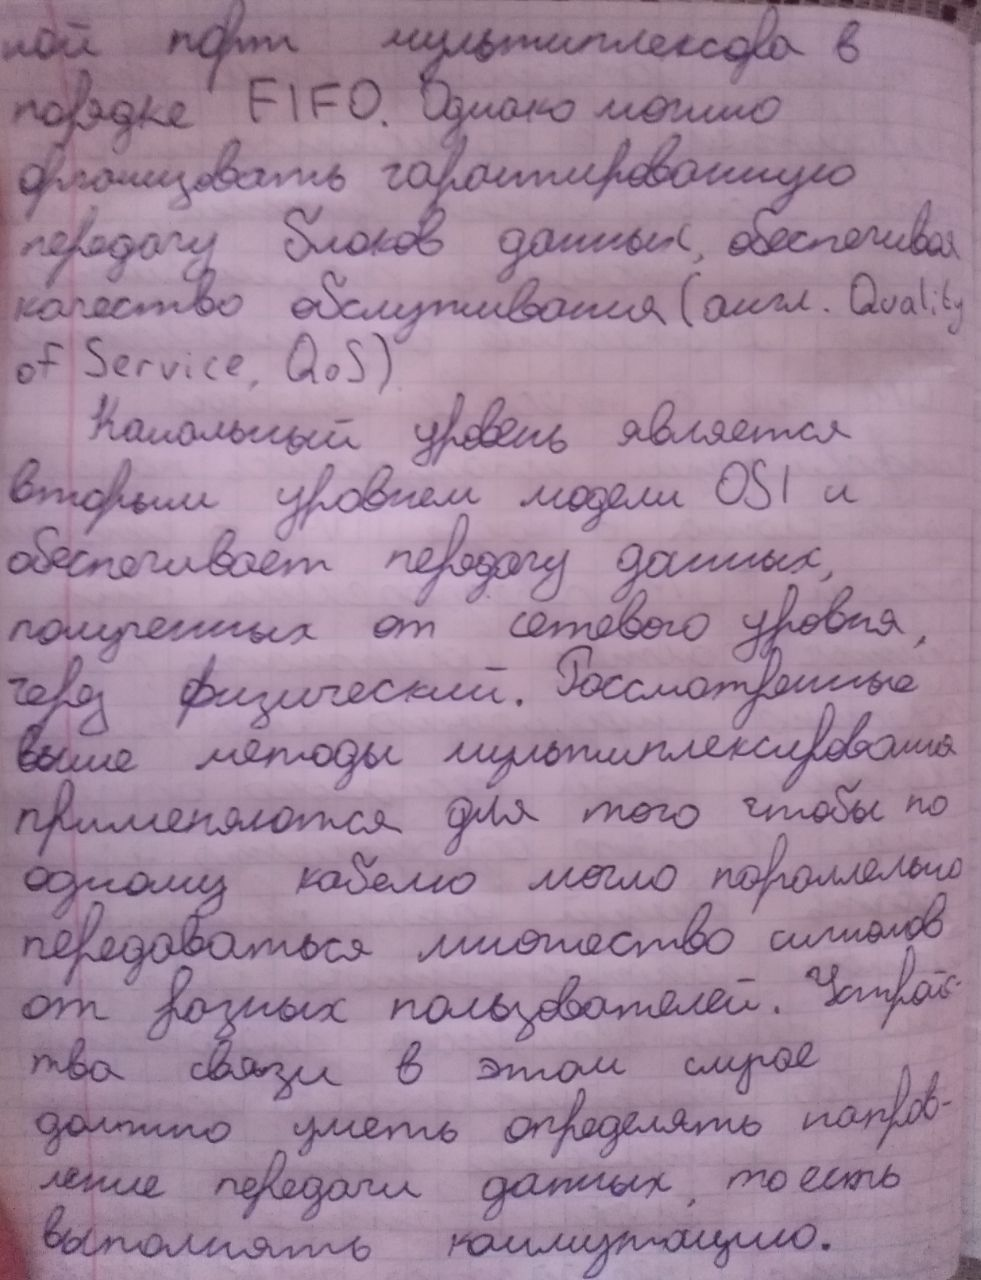 ной порт мультиплексора в
порядке FIFO. Однако можно
организовать гарантированную
передачу блоков данных, обеспечивая
качество обслуживания (англ. Quality
of Service, QoS)
Канальный уровень является
вторым уровнем модели OSI и
обеспечивает передачу данных,
полученных от сетевого уровня,
через физический. Рассмотренные
выше методы мультиплексирования
применяются для того чтобы по
одному кабелю могло параллельно
передаваться множество сигналов
от разных пользователей. Устройс-
тва связи в этом случае
должно уметь определять направ-
ление передачи данных, то есть
выполнять коммутацию.